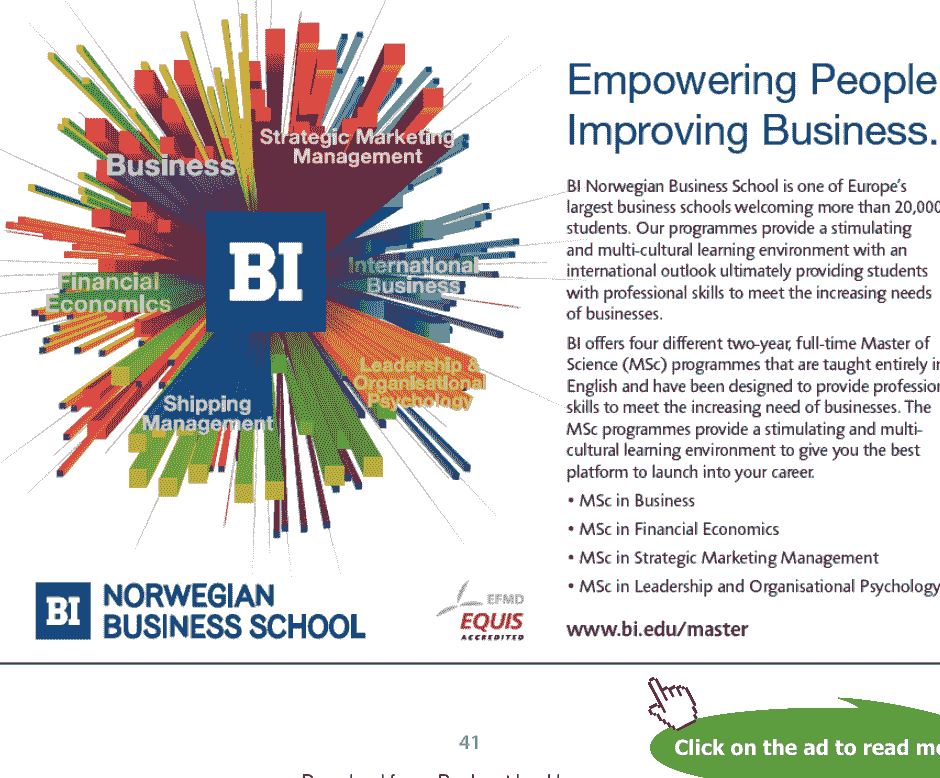 Strategic Marketing
Management
Business
BI
International
Business
Financial
Economics
Leadership &
Organisational
Psychology
Shipping
Management
BI
NORWEGIAN
BUSINESS SCHOOL
EFMD
EQUIS
ACCREDITED
Empowering People
Improving Business.
BI Norwegian Business School is one of Europe's
largest business schools welcoming more than 20,000
students. Our programmes provide a stimulating
and multi-cultural learning environment with an
international outlook ultimately providing students
with professional skills to meet the increasing needs
of businesses.
BI offers four different two-year, full-time Master of
Science (MSc) programmes that are taught entirely in
English and have been designed to provide profession
skills to meet the increasing need of businesses. The
MSc programmes provide a stimulating and multi-
cultural learning environment to give you the best
platform to launch into your career.
• MSc in Business
• MSc in Financial Economics
• MSc in Strategic Marketing Management
• MSc in Leadership and Organisational Psychology
www.bi.edu/master
41
Click on the ad to read